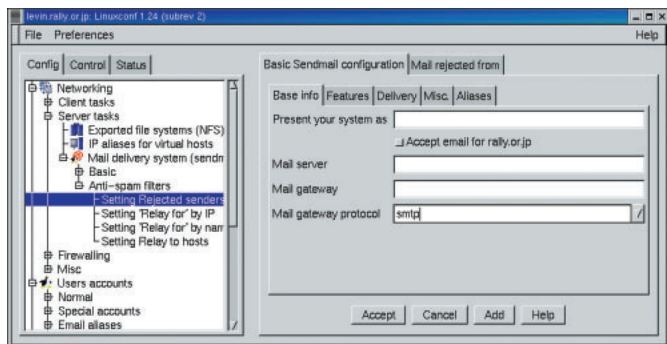 levin.rally.or.jp: Linuxconf 1.24 (subrev 2)
File Preferences Help
Config Control Status
Networking
Client tasks
Server tasks
Exported file systems (NFS)
IP aliases for virtual hosts
Mail delivery system (sendm
Basic
Anti-spam filters
Setting Rejected senders
Setting 'Relay for' by IP
Setting 'Relay for' by nam
Setting Relay to hosts
Firewalling
Misc
Users accounts
Normal
Special accounts
Email aliases
Basic Sendmail configuration Mail rejected from
Base info Features Delivery Misc. Aliases
Present your system as
Accept email for rally.or.jp
Mail server
Mail gateway
Mail gateway protocol smtp
Accept Cancel Add Help